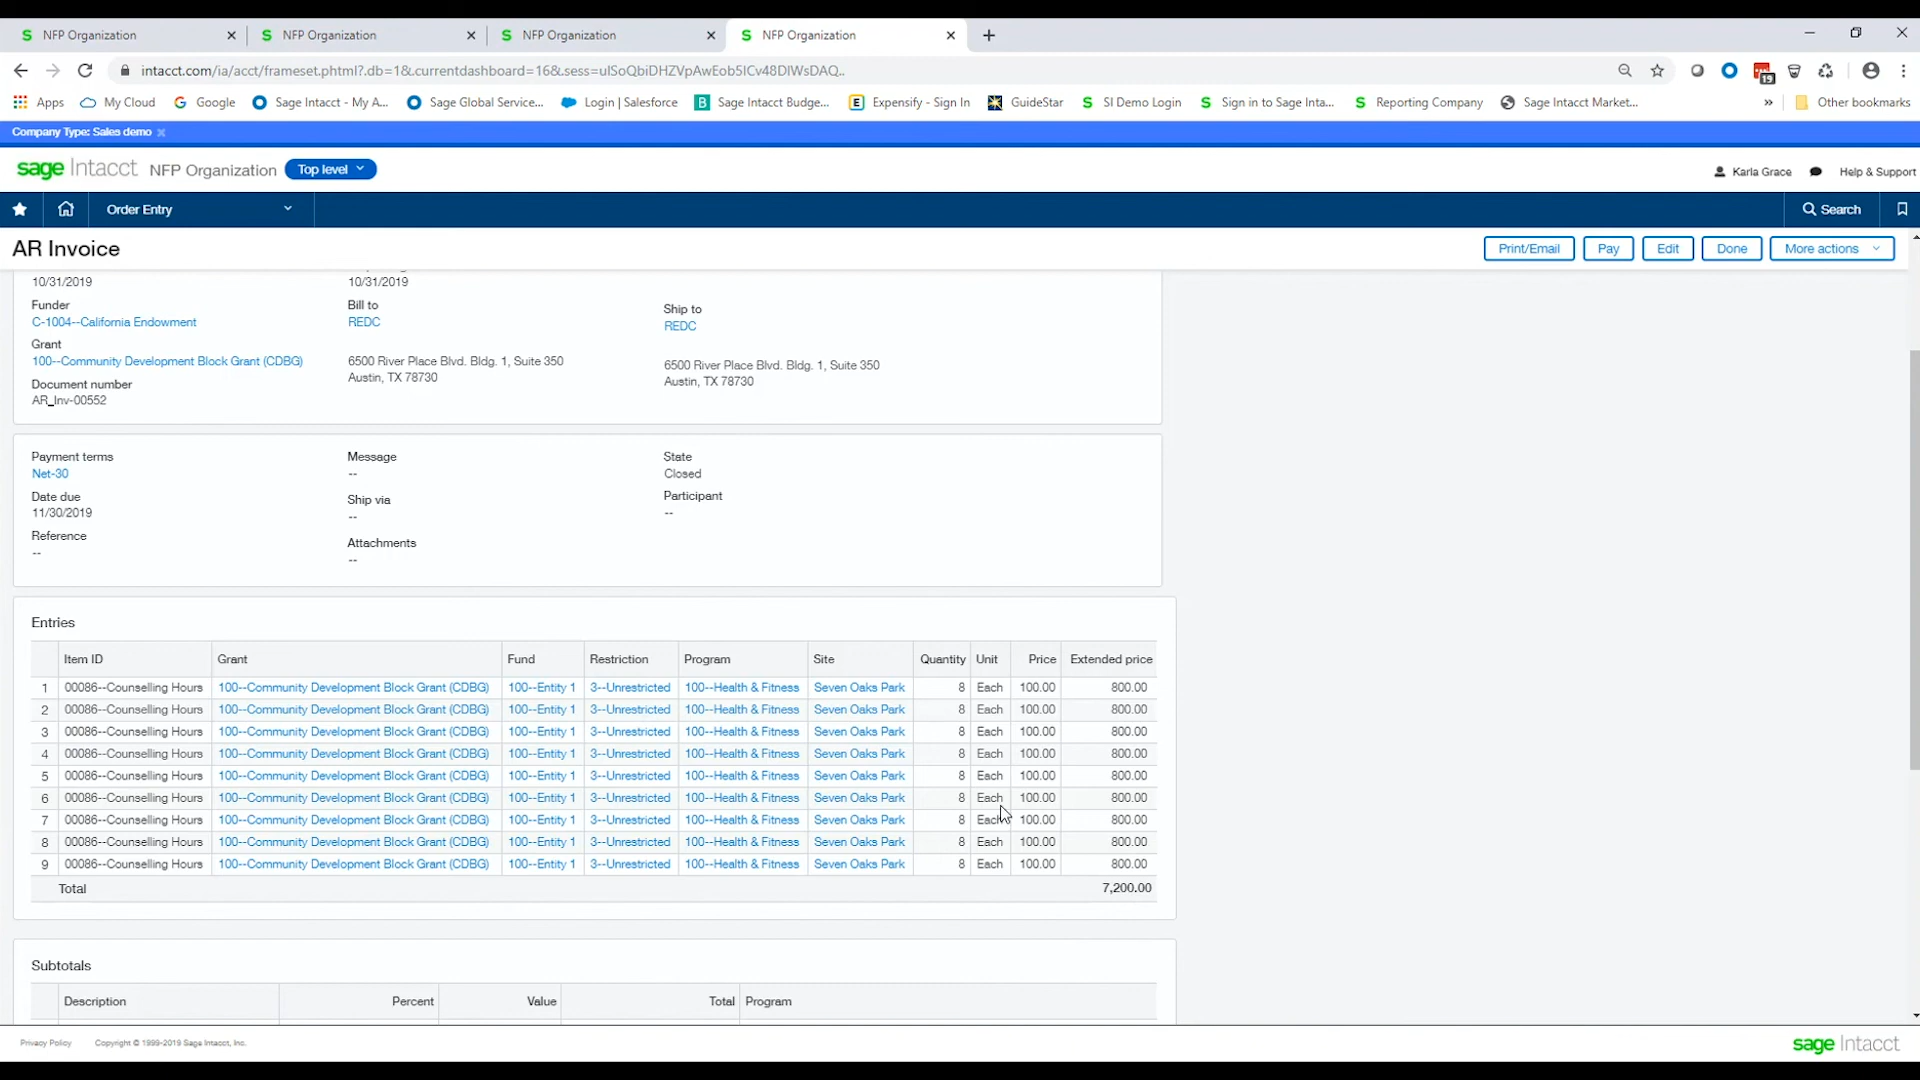 NFP Organization NFP Organization NFP Organization NFP Organization
intacct.com/ia/acct/frameset.phtml?.db=1&.currentdashboard=16&.sess=ulSoQbiDHZVpAwEob5ICv48DIWsDAQ..
Apps My Cloud Google Sage Intacct - My A... Sage Global Service... Login | Salesforce Sage Intacct Budge... Expensify - Sign In GuideStar SI Demo Login Sign in to Sage Inta... Reporting Company Sage Intacct Market... » Other bookmarks
Company Type: Sales demo
sage Intacct NFP Organization Top level Karla Grace Help & Support
Order Entry Search
AR Invoice Print/Email Pay Edit Done More actions
10/31/2019 10/31/2019
Funder Bill to Ship to
C-1004--California Endowment REDC REDC
Grant
100--Community Development Block Grant (CDBG) 6500 River Place Blvd. Bldg. 1, Suite 350 6500 River Place Blvd. Bldg. 1, Suite 350
Austin, TX 78730 Austin, TX 78730
Document number
AR_Inv-00552
Payment terms Message State
Net-30 -- Closed
Date due Ship via Participant
11/30/2019 -- --
Reference Attachments
-- --
Entries
Item ID Grant Fund Restriction Program Site Quantity Unit Price Extended price
1 00086--Counselling Hours 100--Community Development Block Grant (CDBG) 100--Entity 1 3--Unrestricted 100--Health & Fitness Seven Oaks Park 8 Each 100.00 800.00
2 00086--Counselling Hours 100--Community Development Block Grant (CDBG) 100--Entity 1 3--Unrestricted 100--Health & Fitness Seven Oaks Park 8 Each 100.00 800.00
3 00086--Counselling Hours 100--Community Development Block Grant (CDBG) 100--Entity 1 3--Unrestricted 100--Health & Fitness Seven Oaks Park 8 Each 100.00 800.00
4 00086--Counselling Hours 100--Community Development Block Grant (CDBG) 100--Entity 1 3--Unrestricted 100--Health & Fitness Seven Oaks Park 8 Each 100.00 800.00
5 00086--Counselling Hours 100--Community Development Block Grant (CDBG) 100--Entity 1 3--Unrestricted 100--Health & Fitness Seven Oaks Park 8 Each 100.00 800.00
6 00086--Counselling Hours 100--Community Development Block Grant (CDBG) 100--Entity 1 3--Unrestricted 100--Health & Fitness Seven Oaks Park 8 Each 100.00 800.00
7 00086--Counselling Hours 100--Community Development Block Grant (CDBG) 100--Entity 1 3--Unrestricted 100--Health & Fitness Seven Oaks Park 8 Each 100.00 800.00
8 00086--Counselling Hours 100--Community Development Block Grant (CDBG) 100--Entity 1 3--Unrestricted 100--Health & Fitness Seven Oaks Park 8 Each 100.00 800.00
9 00086--Counselling Hours 100--Community Development Block Grant (CDBG) 100--Entity 1 3--Unrestricted 100--Health & Fitness Seven Oaks Park 8 Each 100.00 800.00
Total 7,200.00
Subtotals
Description Percent Value Total Program
Privacy Policy Copyright © 1999-2019 Sage Intacct, Inc. sage Intacct